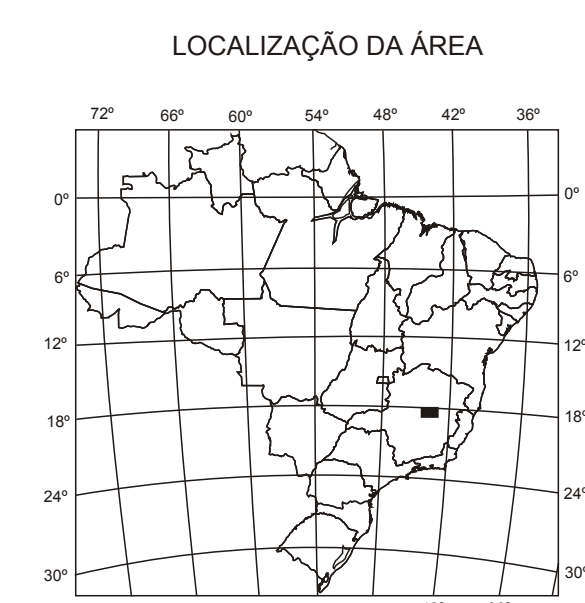 LOCALIZAÇÃO DA ÁREA
72º 66º 60º 54º 48º 42º 36º
0º 0º
6º 6º
12º 12º
18º 18º
24º 24º
30º 30º